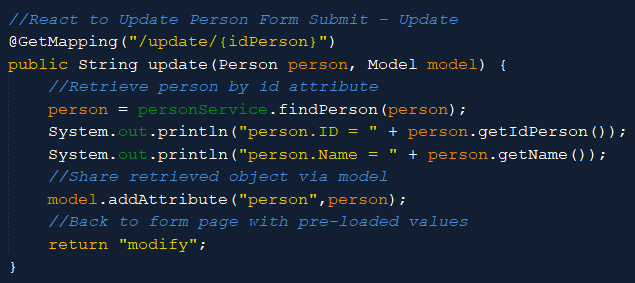 //React to Update Person Form Submit - Update
@GetMapping("/update/{idPerson}")
public String update(Person person, Model model) {
    //Retrieve person by id attribute
    person = personService.findPerson(person);
    System.out.println("person.ID = " + person.getIdPerson());
    System.out.println("person.Name = " + person.getName());
    //Share retrieved object via model
    model.addAttribute("person",person);
    //Back to form page with pre-loaded values
    return "modify";
}